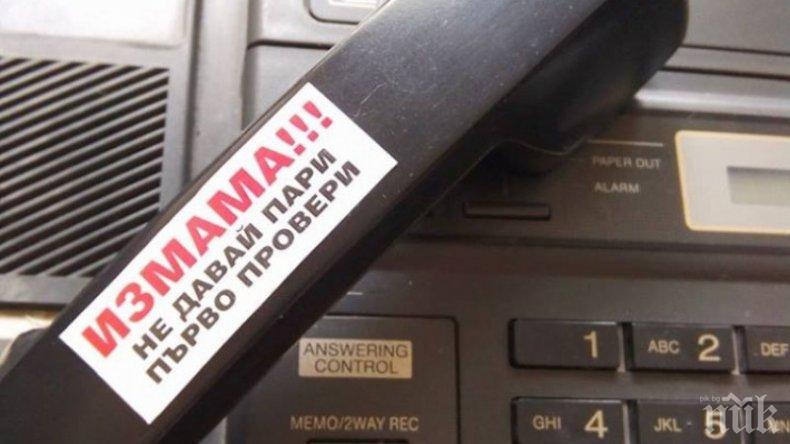 ИЗМАМА!!!
НЕ ДАВАЙ ПАРИ
ПЪРВО ПРОВЕРИ
PAPER OUT
ALARM
ANSWERING
CONTROL
MEMO/2WAY REC
1
ABC 2
DEF
GHI 4
JKL 5
pik.bg
пик